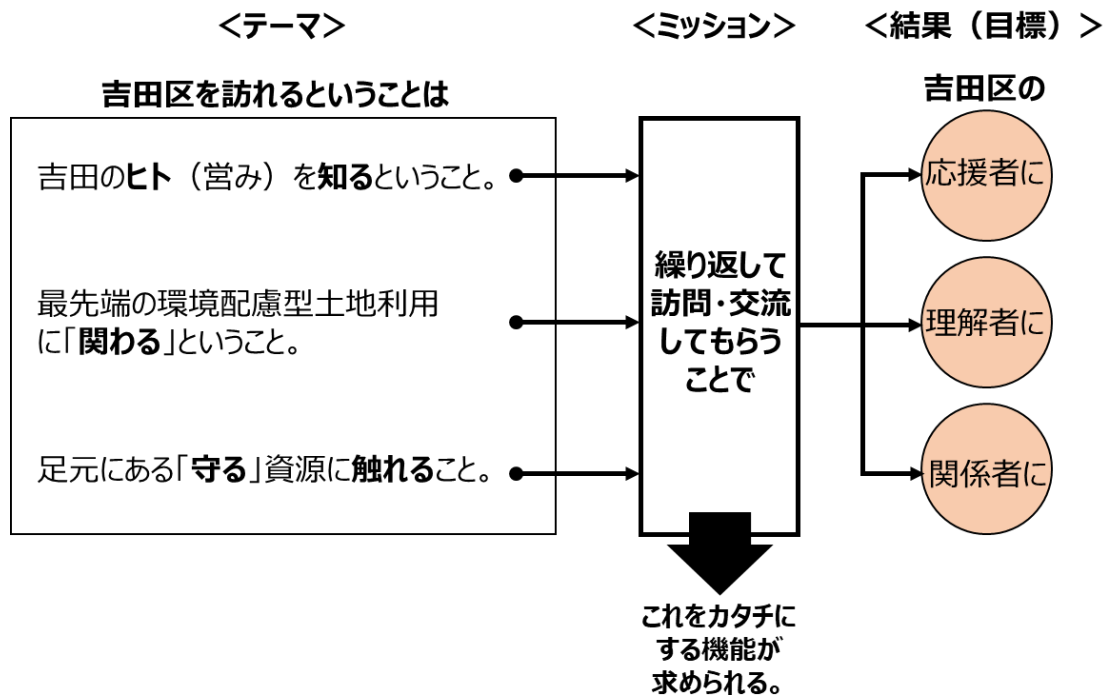 ＜テーマ＞
＜ミッション＞
＜結果（目標）＞
吉田区を訪れるということは
吉田のヒト（営み）を知るということ。
最先端の環境配慮型土地利用
に「関わる」ということ。
足元にある「守る」資源に触れること。
繰り返して
訪問・交流
してもらう
ことで
これをカタチに
する機能が
求められる。
吉田区の
応援者に
理解者に
関係者に